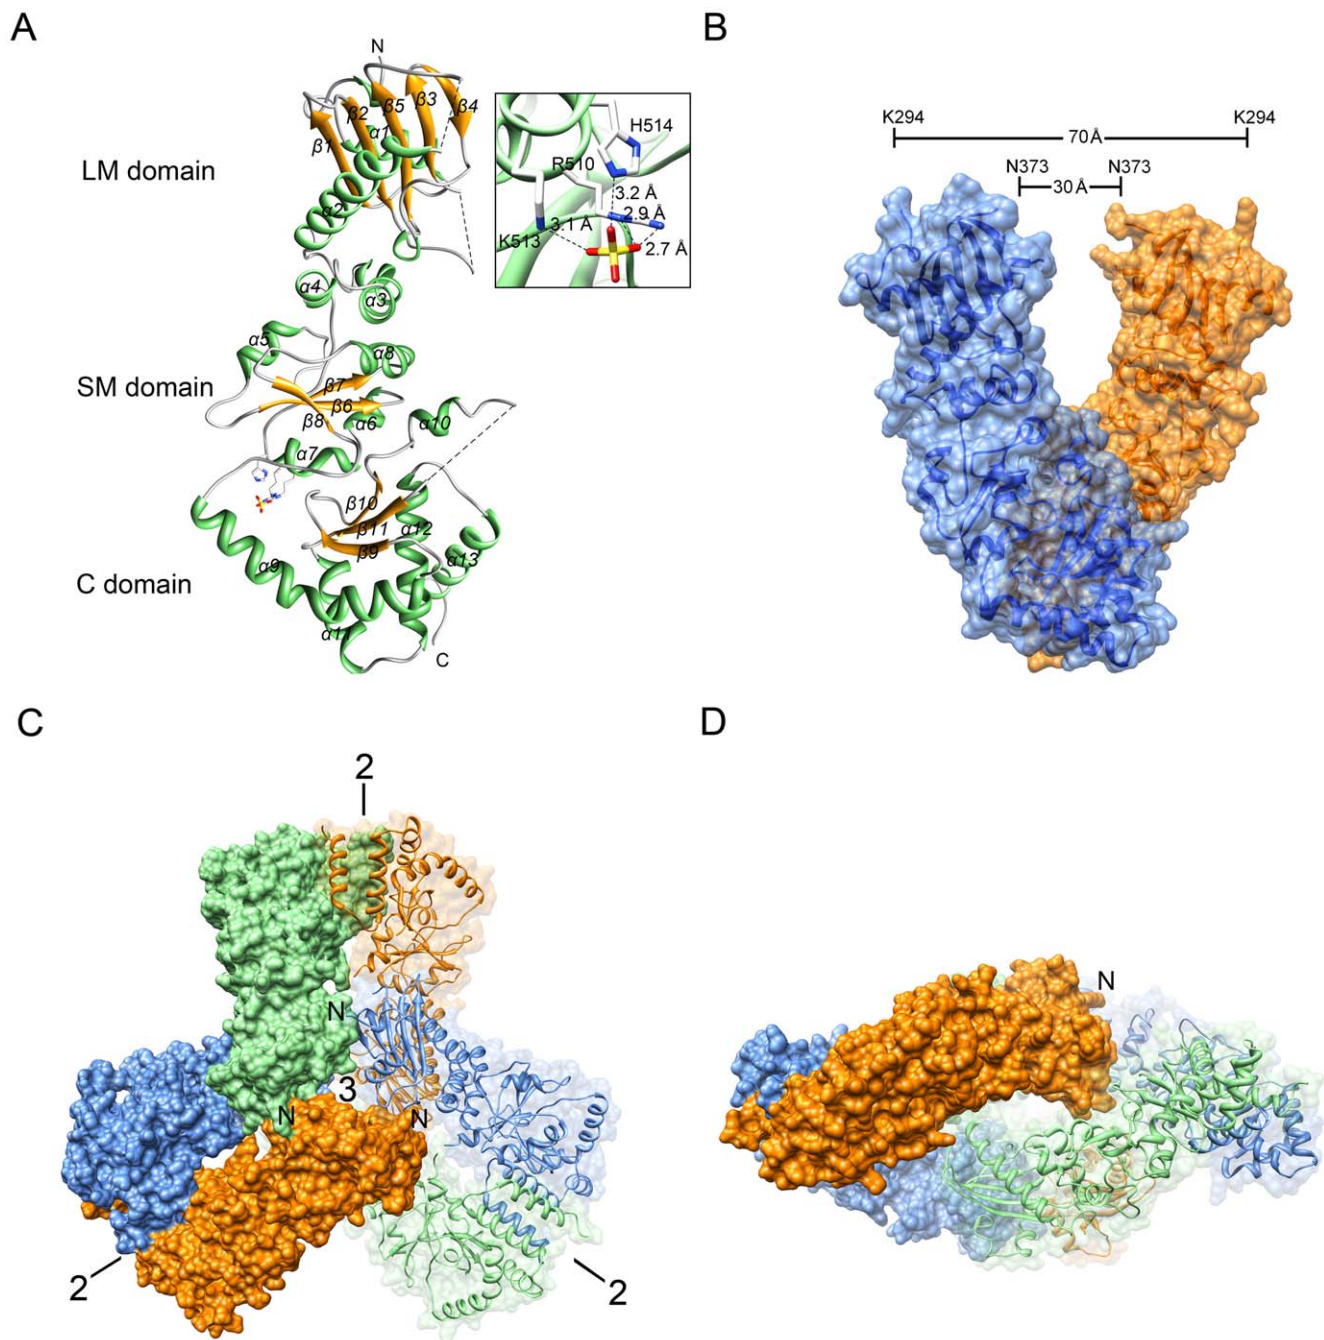 A
B
N
β2
β5
β3
β4
β1
α1
LM domain
α2
α4
α3
H514
R510
3.2 Å
2.9 Å
3.1 Å
K513
2.7 Å
K294
K294
70 Å
N373
N373
30 Å
α5
α8
SM domain
β7
β6
β8
α6
α10
α7
β10
β11
α12
β9
α13
α9
C domain
α11
C
C
D
2
N
N
3
N
N
2
2